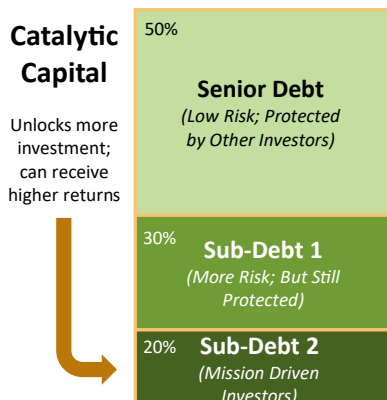 Catalytic
Capital
Unlocks more
investment;
can receive
higher returns
50%
Senior Debt
(Low Risk; Protected
by Other Investors)
30%
Sub-Debt 1
(More Risk; But Still
Protected)
20%
Sub-Debt 2
(Mission Driven
Investors)